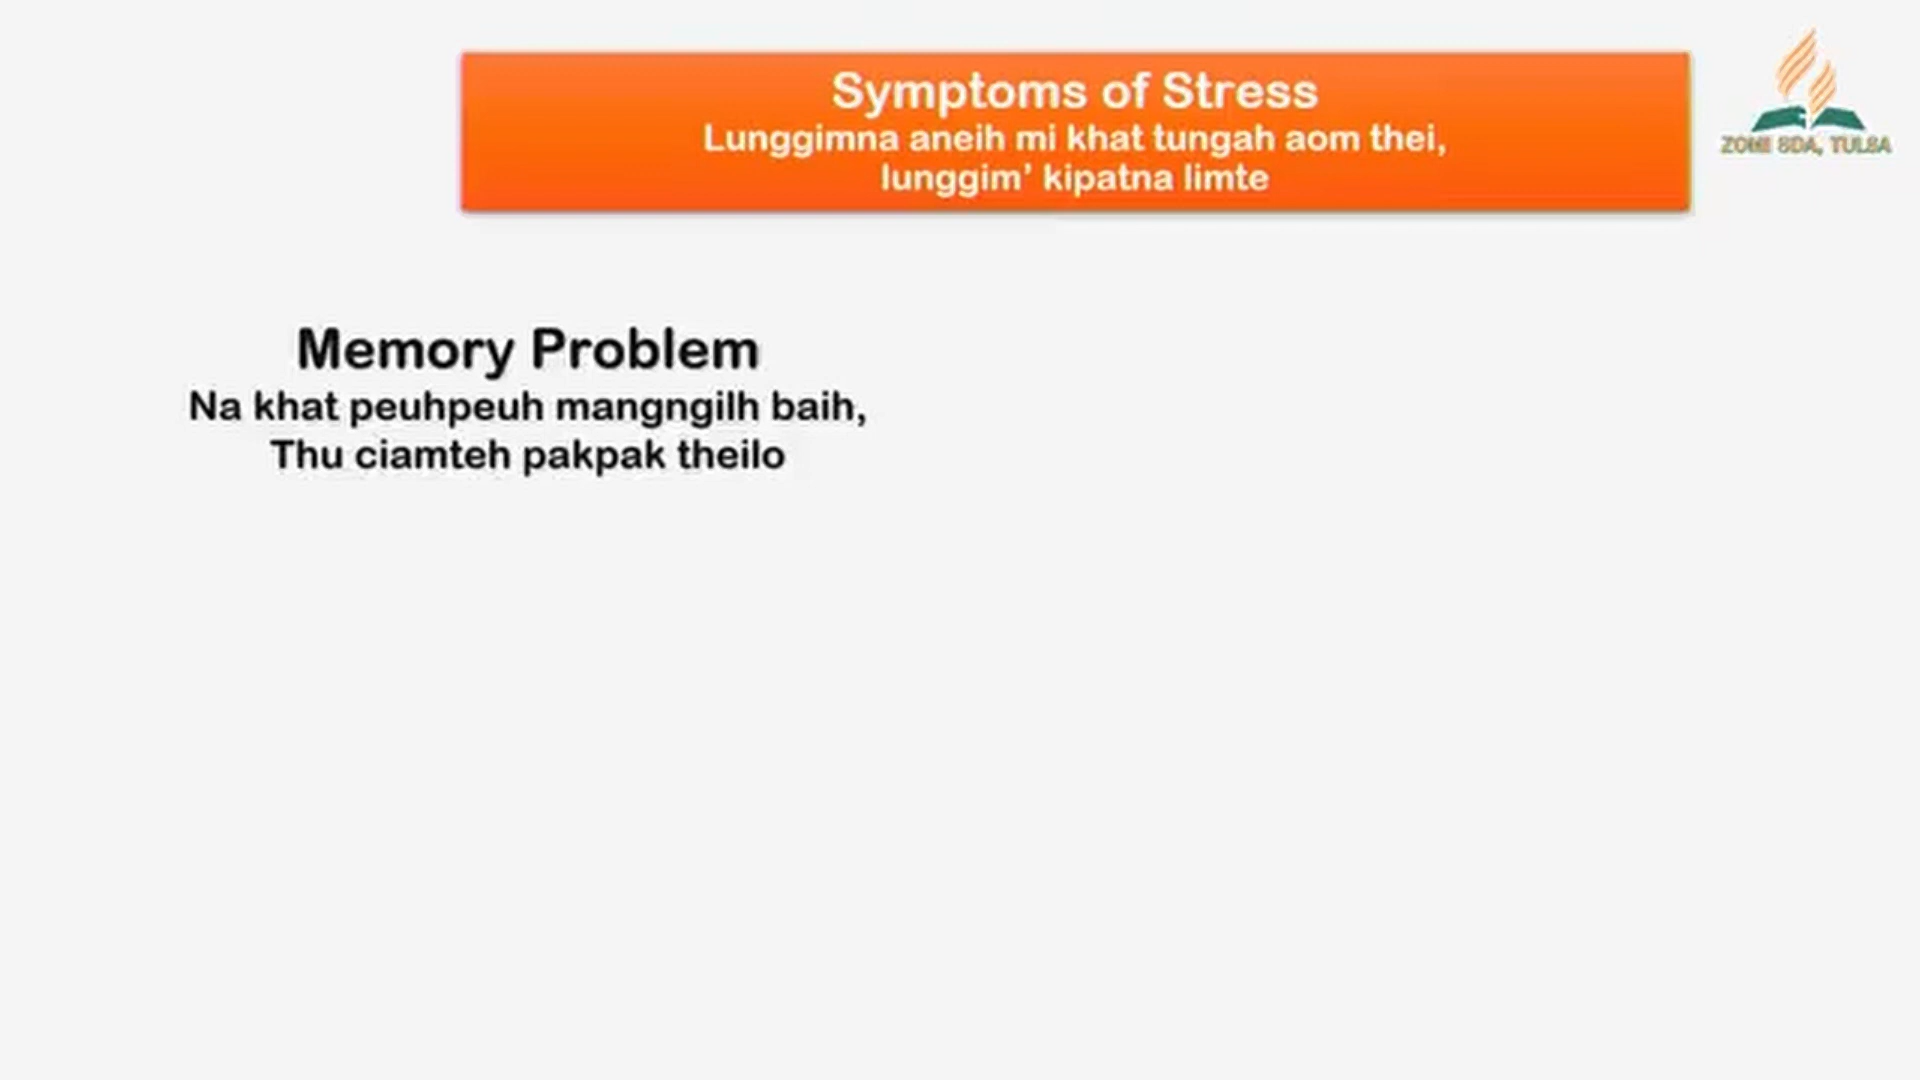 Symptoms of Stress
Lunggimna aneih mi khat tungah aom thei,
lunggim’ kipatna limte
ZOMI SDA, TULSA
Memory Problem
Na khat peuhpeuh mangngilh baih,
Thu ciamteh pakpak theilo